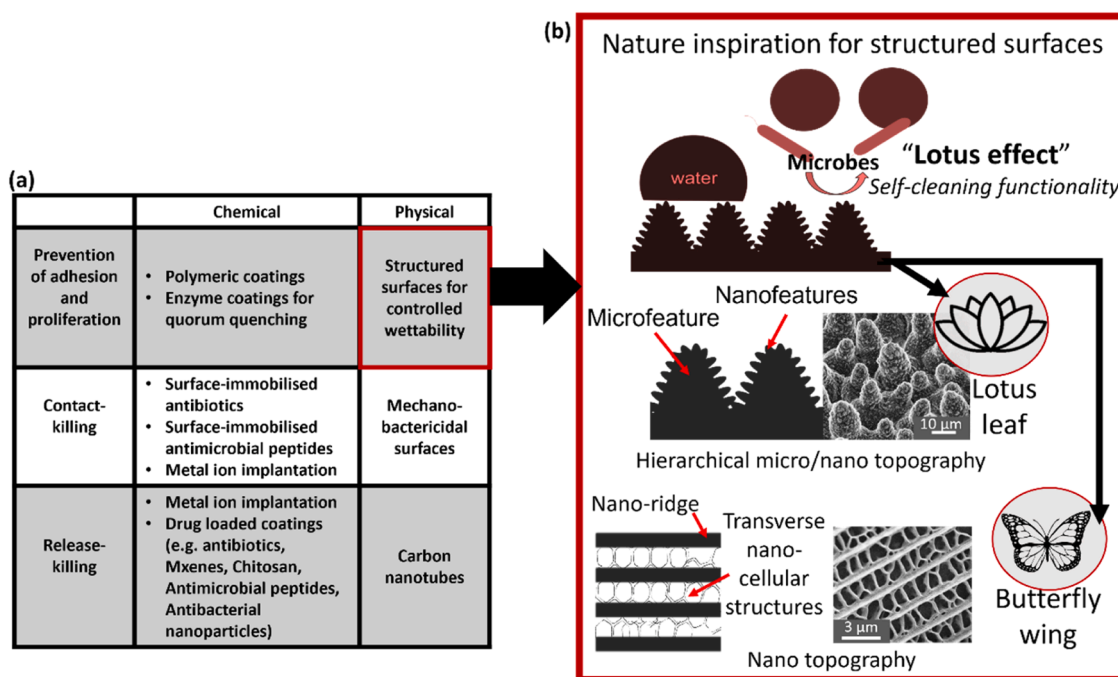 (a)
Chemical Physical
Prevention
of adhesion
and
proliferation
• Polymeric coatings
• Enzyme coatings for
quorum quenching
Structured
surfaces for
controlled
wettability
Contact-
killing
• Surface-immobilised
antibiotics
• Surface-immobilised
antimicrobial peptides
• Metal ion implantation
Mechano-
bactericidal
surfaces
Release-
killing
• Metal ion implantation
• Drug loaded coatings
(e.g. antibiotics,
Mxenes, Chitosan,
Antimicrobial peptides,
Antibacterial
nanoparticles)
Carbon
nanotubes
(b)
Nature inspiration for structured surfaces
water
Microbes
“Lotus effect”
Self-cleaning functionality
Microfeature
Nanofeatures
10 µm
Lotus
leaf
Hierarchical micro/nano topography
Nano-ridge
Transverse
nano-
cellular
structures
3 µm
Butterfly
wing
Nano topography